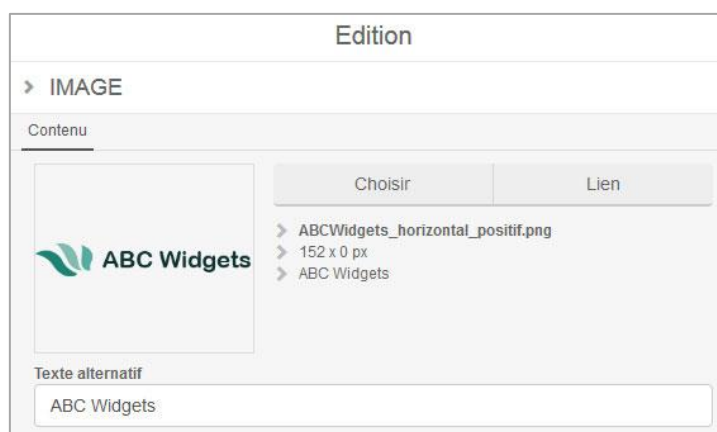 Edition
IMAGE
Contenu
Choisir
Lien
ABC Widgets
ABCWidgets_horizontal_positif.png
152 x 0 px
ABC Widgets
Texte alternatif
ABC Widgets